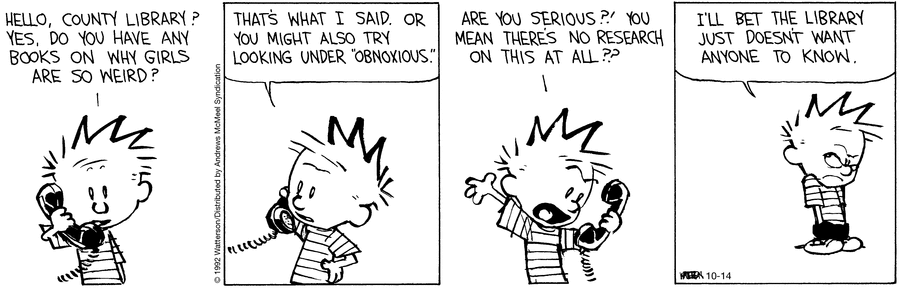 HELLO, COUNTY LIBRARY?
YES, DO YOU HAVE ANY
BOOKS ON WHY GIRLS
ARE SO WEIRD?
THAT'S WHAT I SAID. OR
YOU MIGHT ALSO TRY
LOOKING UNDER "OBNOXIOUS."
© 1992 Watterson/Distributed by Andrews McMeel Syndication
ARE YOU SERIOUS?! YOU
MEAN THERE'S NO RESEARCH
ON THIS AT ALL??
I'LL BET THE LIBRARY
JUST DOESN'T WANT
ANYONE TO KNOW.
10-14